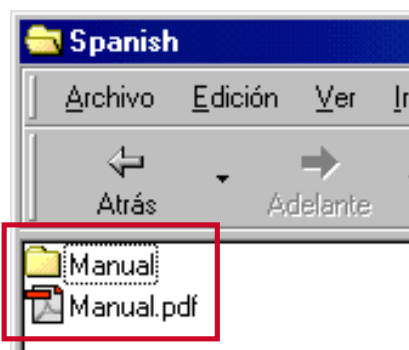 Spanish
Archivo Edición Ver
Atrás Adelante
Manual
Manual.pdf